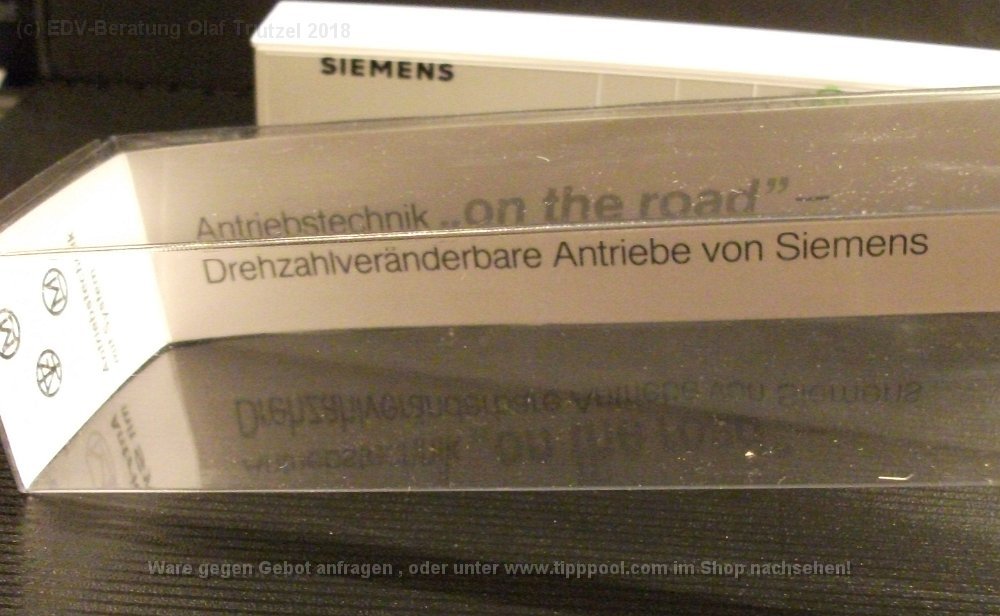 (c) EDV-Beratung Olaf Trutzel 2018
SIEMENS
Antriebstechnik „on the road” –
Drehzahlveränderbare Antriebe von Siemens
Ware gegen Gebot anfragen , oder unter www.tipppool.com im Shop nachsehen!